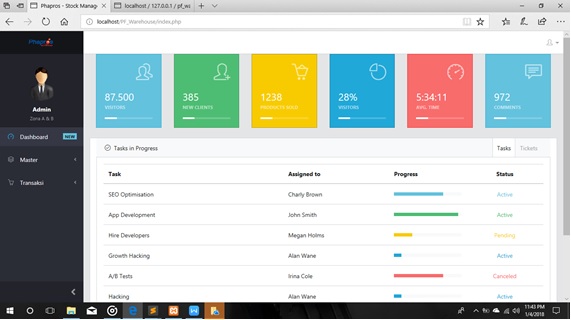 Phapros - Stock Manag
localhost / 127.0.0.1 / pf_wa
localhost/PF_Warehouse/index.php
Phapros
Admin
Zona A & B
Dashboard NEW
Master
Transaksi
87.500
VISITORS
385
NEW CLIENTS
1238
PRODUCTS SOLD
28%
VISITORS
5:34:11
AVG. TIME
972
COMMENTS
Tasks in Progress Tasks Tickets
Task Assigned to Progress Status
SEO Optimisation Charly Brown Active
App Development John Smith Active
Hire Developers Megan Holms Pending
Growth Hacking Alan Wane Active
A/B Tests Irina Cole Canceled
Hacking Alan Wane Active
11:43 PM
1/4/2018